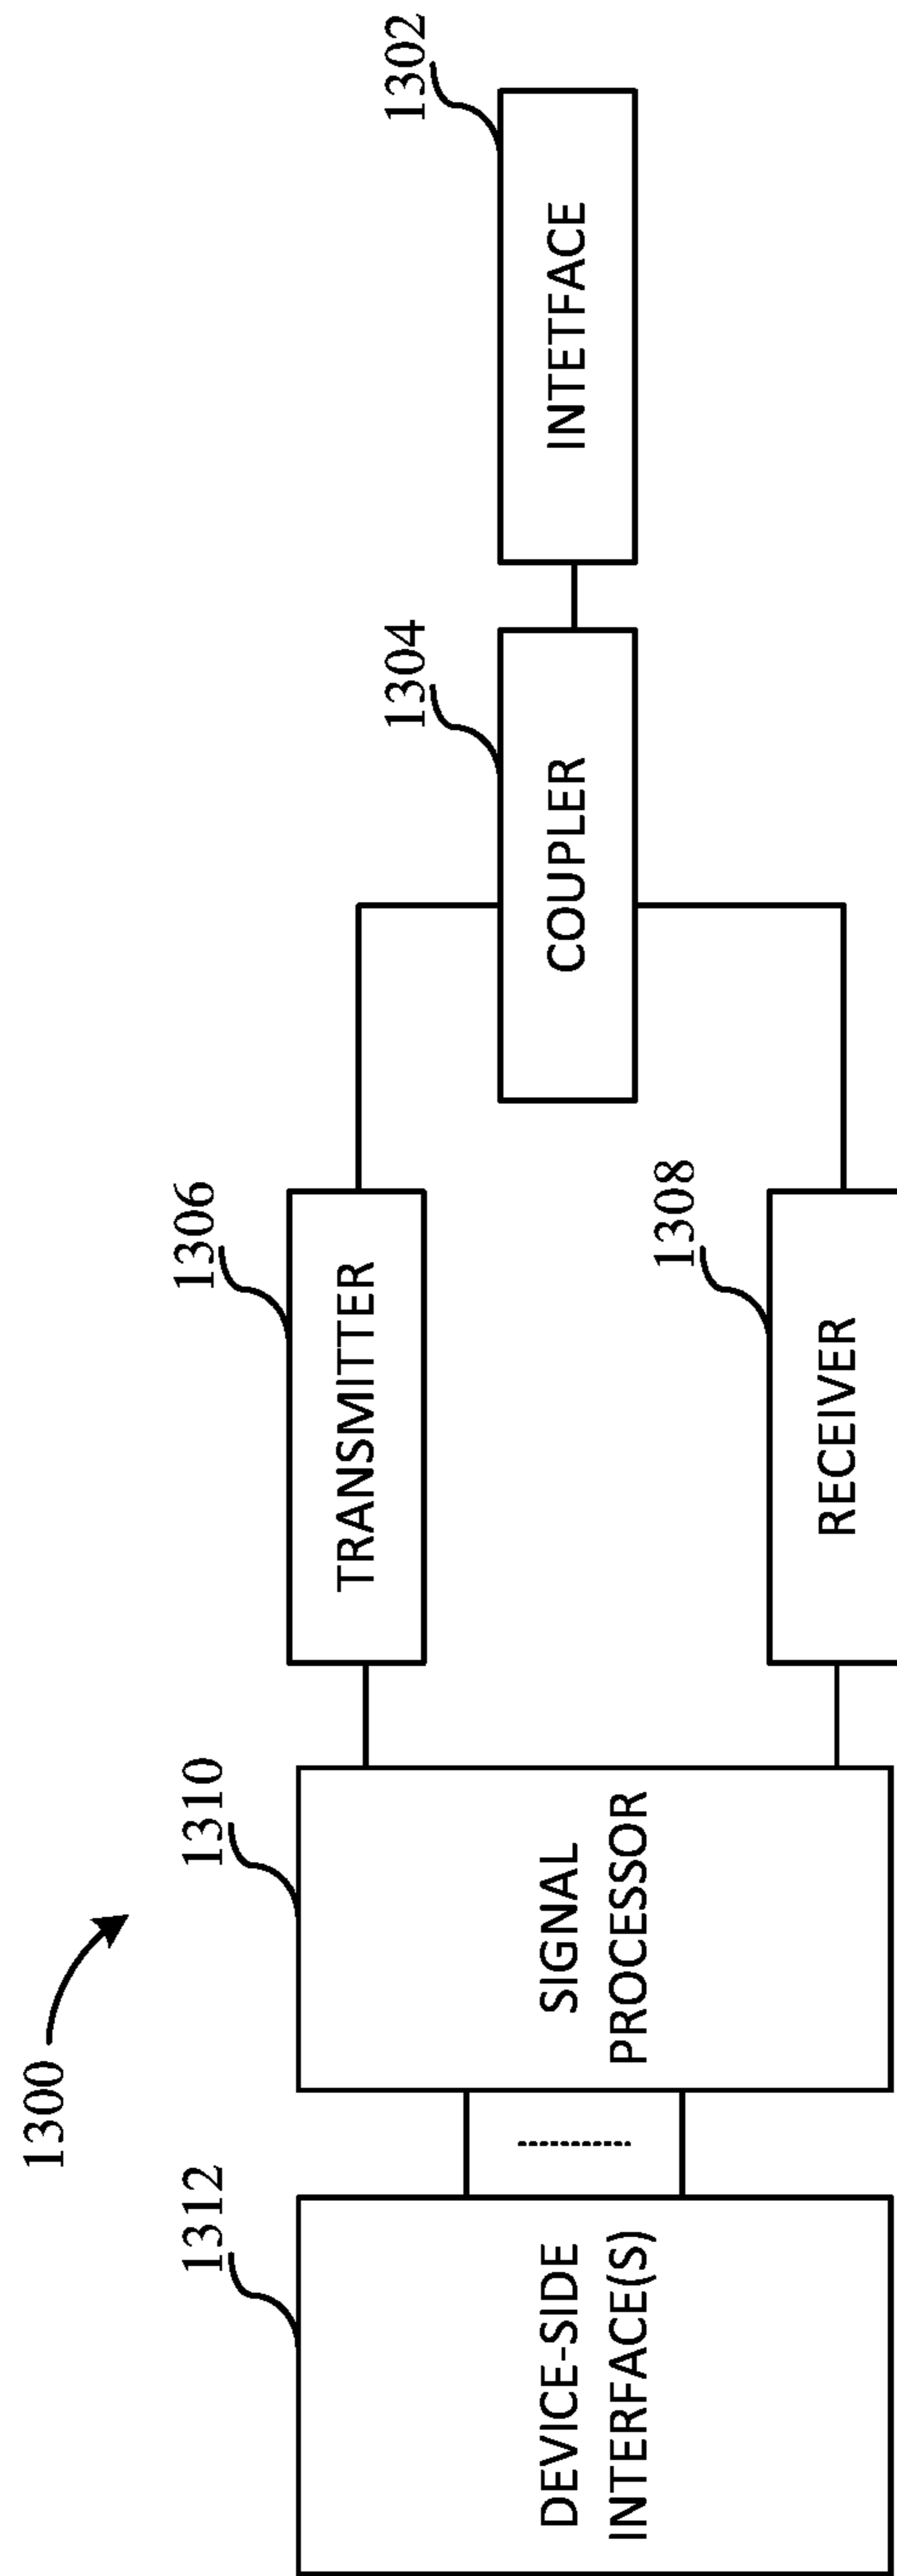 1300
1312
DEVICE-SIDE
INTERFACE(S)
1310
SIGNAL
PROCESSOR
1306
TRANSMITTER
1308
RECEIVER
1304
COUPLER
1302
INTETFACE